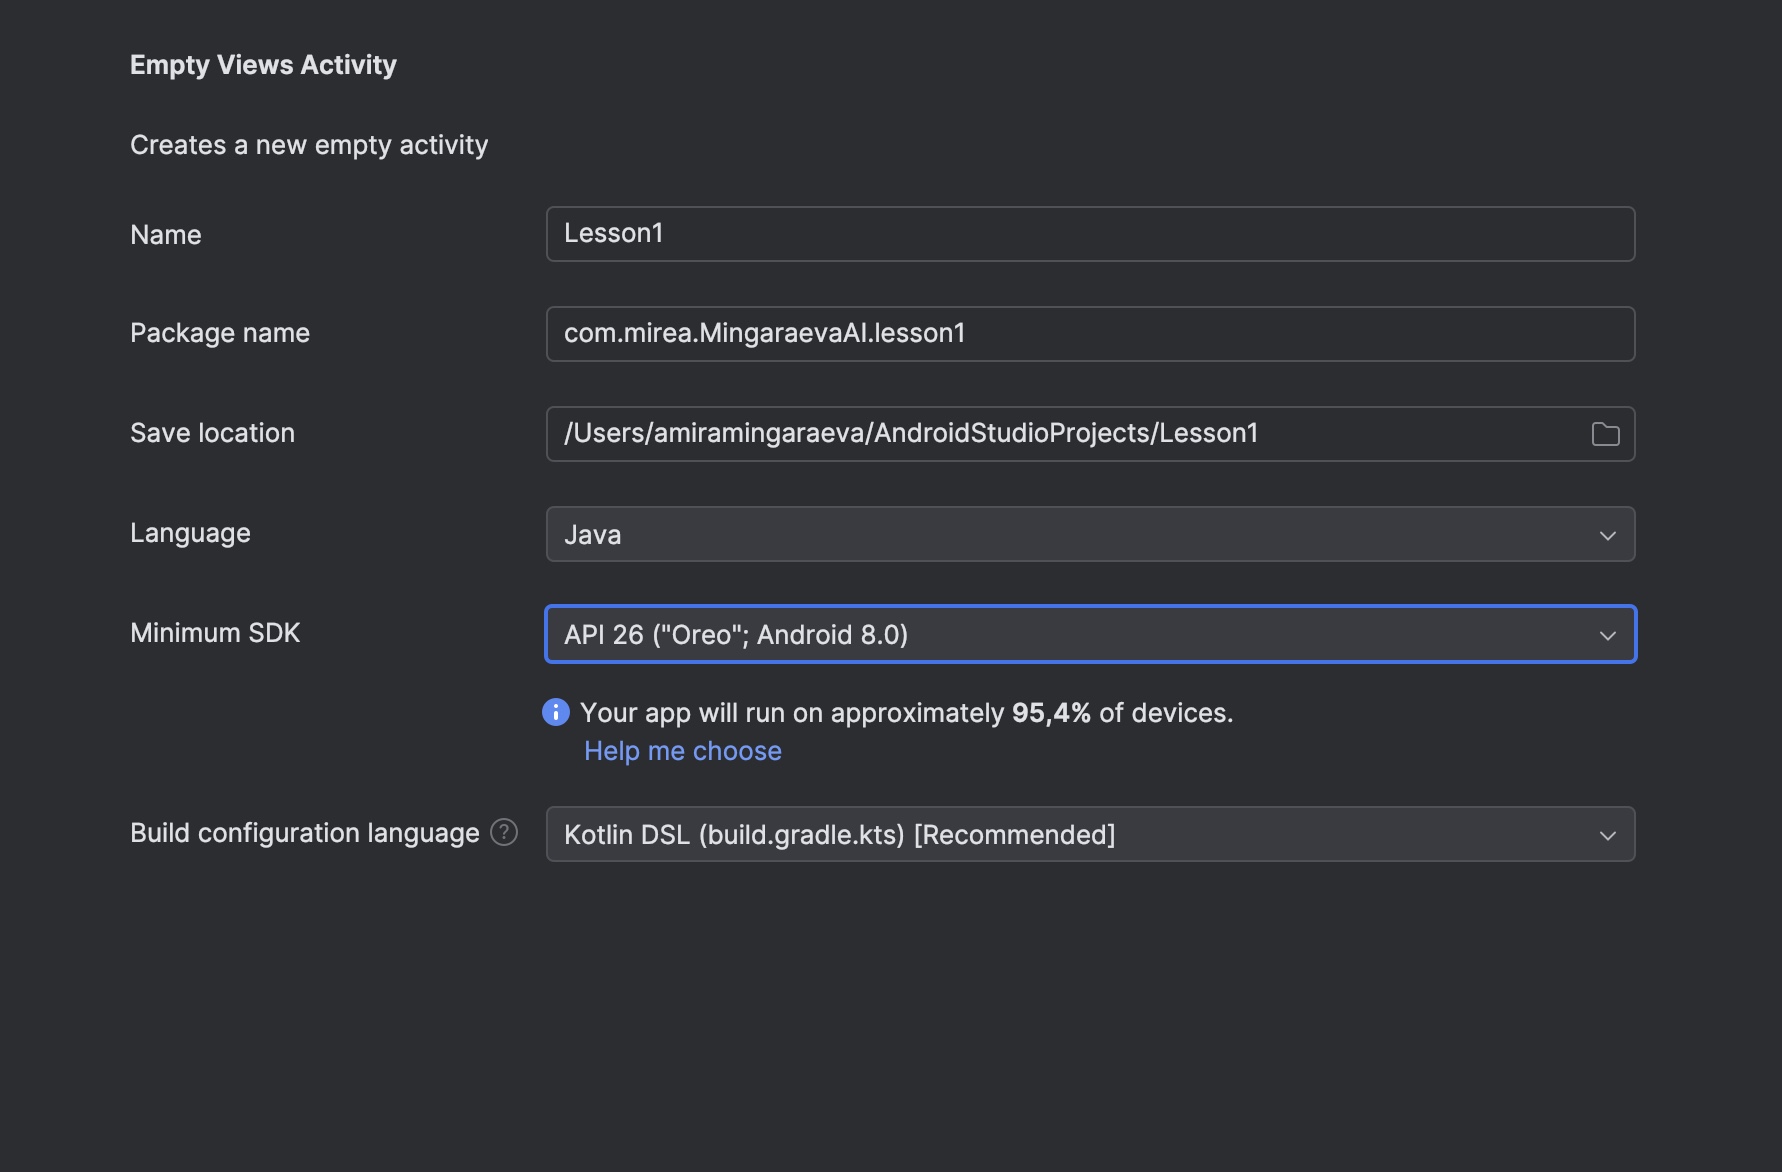 Empty Views Activity
Creates a new empty activity
Name
Lesson1
Package name
com.mirea.MingaraevaAI.lesson1
Save location
/Users/amiramingaraeva/AndroidStudioProjects/Lesson1
Language
Java
Minimum SDK
API 26 ("Oreo"; Android 8.0)
Your app will run on approximately 95,4% of devices.
Help me choose
Build configuration language ?
Kotlin DSL (build.gradle.kts) [Recommended]